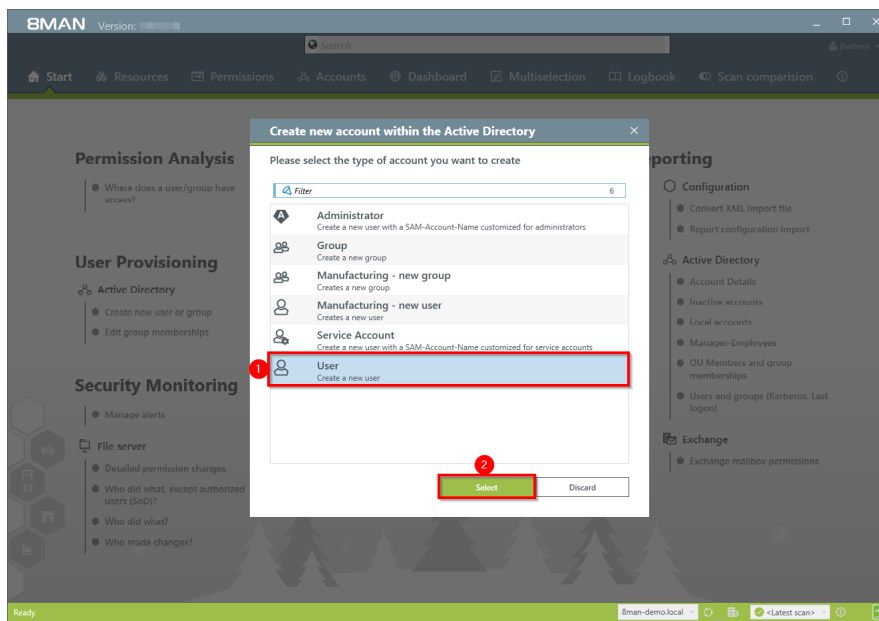 8MAN Version:
Search
jbadmin
Start Resources Permissions Accounts Dashboard Multiselection Logbook Scan comparision
Create new account within the Active Directory
Please select the type of account you want to create
Filter 6
Administrator
Create a new user with a SAM-Account-Name customized for administrators
Group
Create a new group
Manufacturing - new group
Creates a new group
Manufacturing - new user
Creates a new user
Service Account
Create a new user with a SAM-Account-Name customized for service accounts
1
User
Create a new user
2
Select Discard
Permission Analysis
Where does a user/group have
access?
User Provisioning
Active Directory
Create new user or group
Edit group memberships
Security Monitoring
Manage alerts
File server
Detailed permission changes
Who did what, except authorized
users (SoD)?
Who did what?
Who made changes?
porting
Configuration
Convert XML import file
Report configuration import
Active Directory
Account Details
Inactive accounts
Local accounts
Manager-Employees
OU Members and group
memberships
Users and groups (Kerberos, Last
logon)
Exchange
Exchange mailbox permissions
Ready
8man-demo.local <Latest scan>